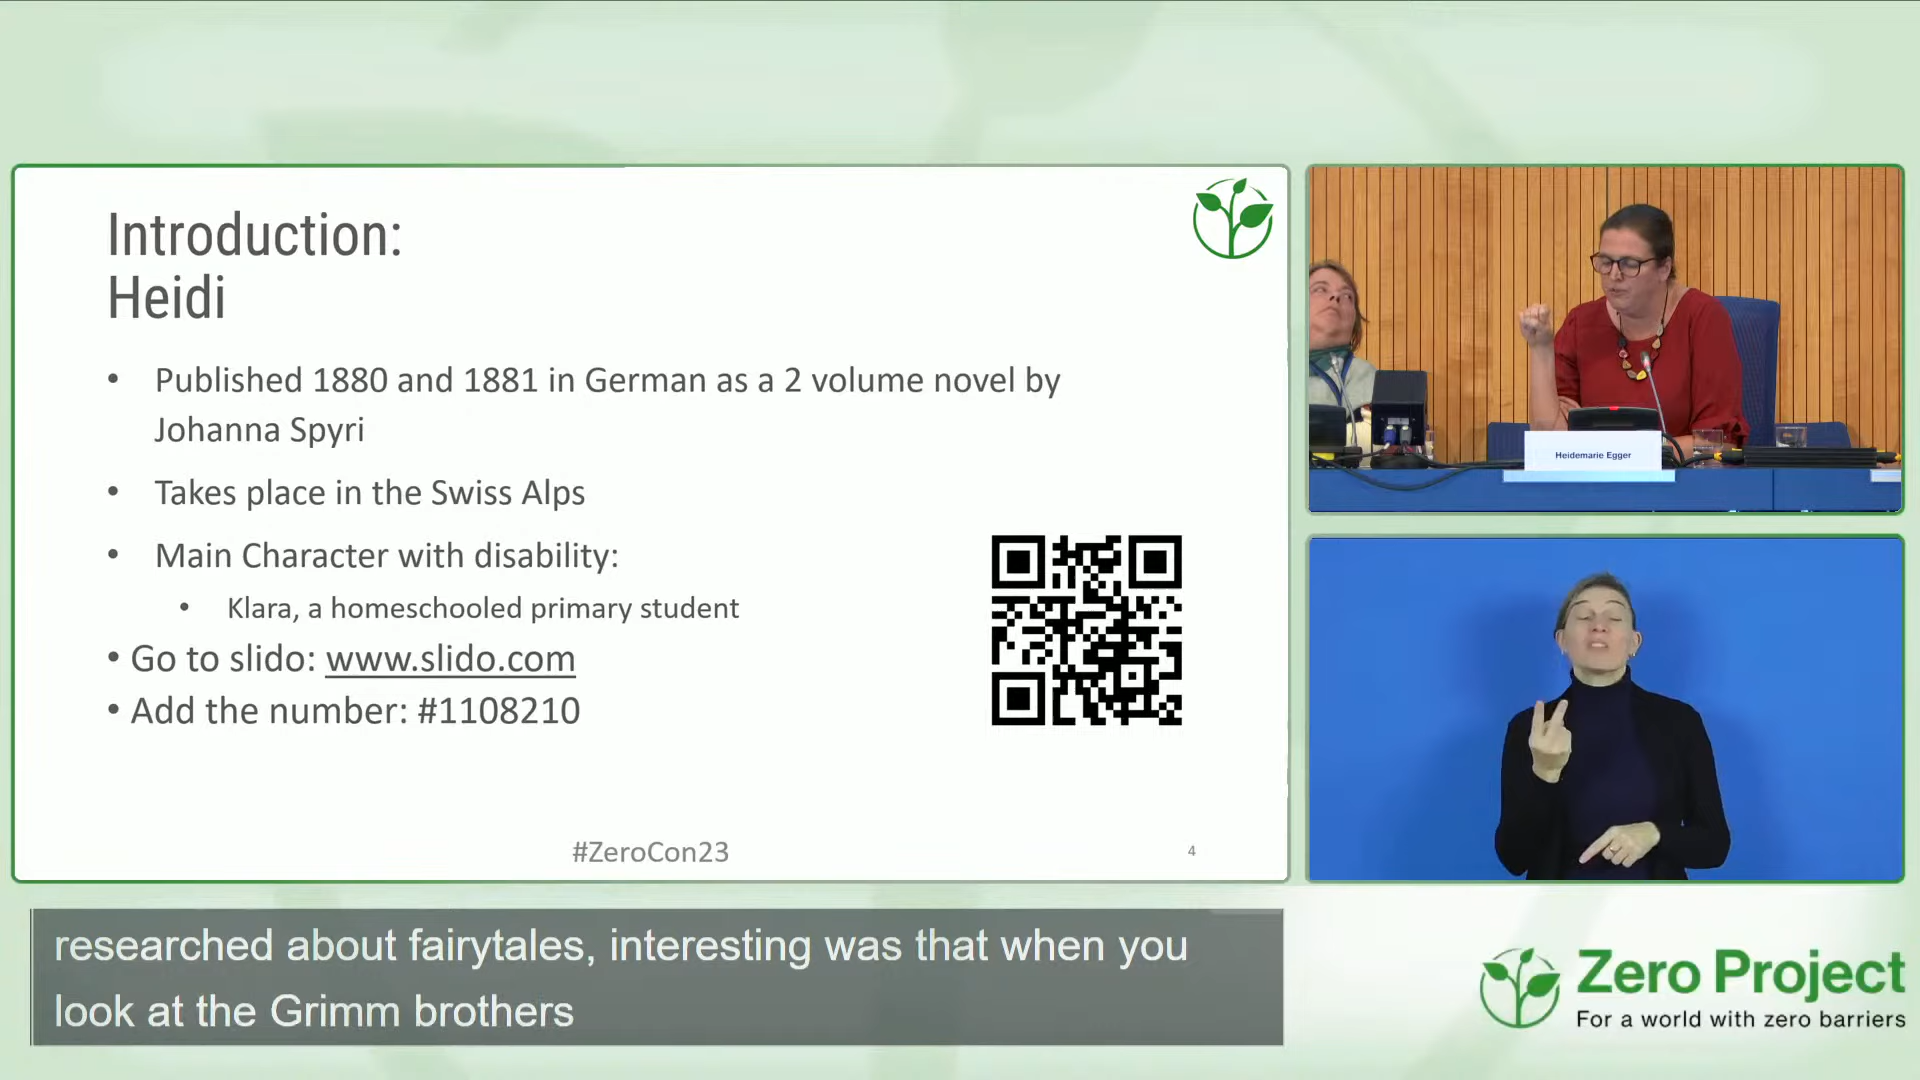 Introduction:
Heidi
• Published 1880 and 1881 in German as a 2 volume novel by
Johanna Spyri
• Takes place in the Swiss Alps
• Main Character with disability:
• Klara, a homeschooled primary student
• Go to slido: www.slido.com
• Add the number: #1108210
#ZeroCon23
4
Heidemarie Egger
researched about fairytales, interesting was that when you
look at the Grimm brothers
Zero Project
For a world with zero barriers